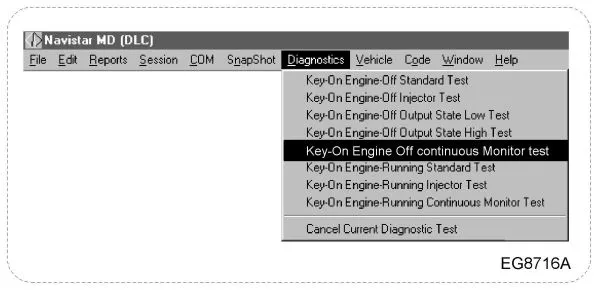 Navistar MD (DLC)
File Edit Reports Session COM SnapShot Diagnostics Vehicle Code Window Help
Key-On Engine-Off Standard Test
Key-On Engine-Off Injector Test
Key-On Engine-Off Output State Low Test
Key-On Engine-Off Output State High Test
Key-On Engine Off continuous Monitor test
Key-On Engine-Running Standard Test
Key-On Engine-Running Injector Test
Key-On Engine-Running Continuous Monitor Test
Cancel Current Diagnostic Test
EG8716A